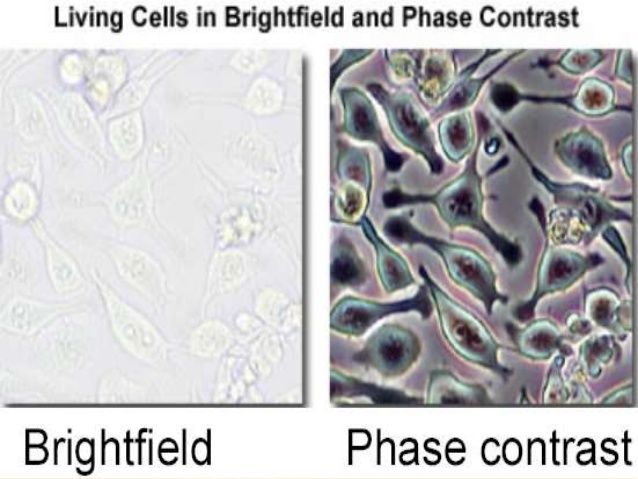 Living Cells in Brightfield and Phase Contrast
Brightfield
Phase contrast